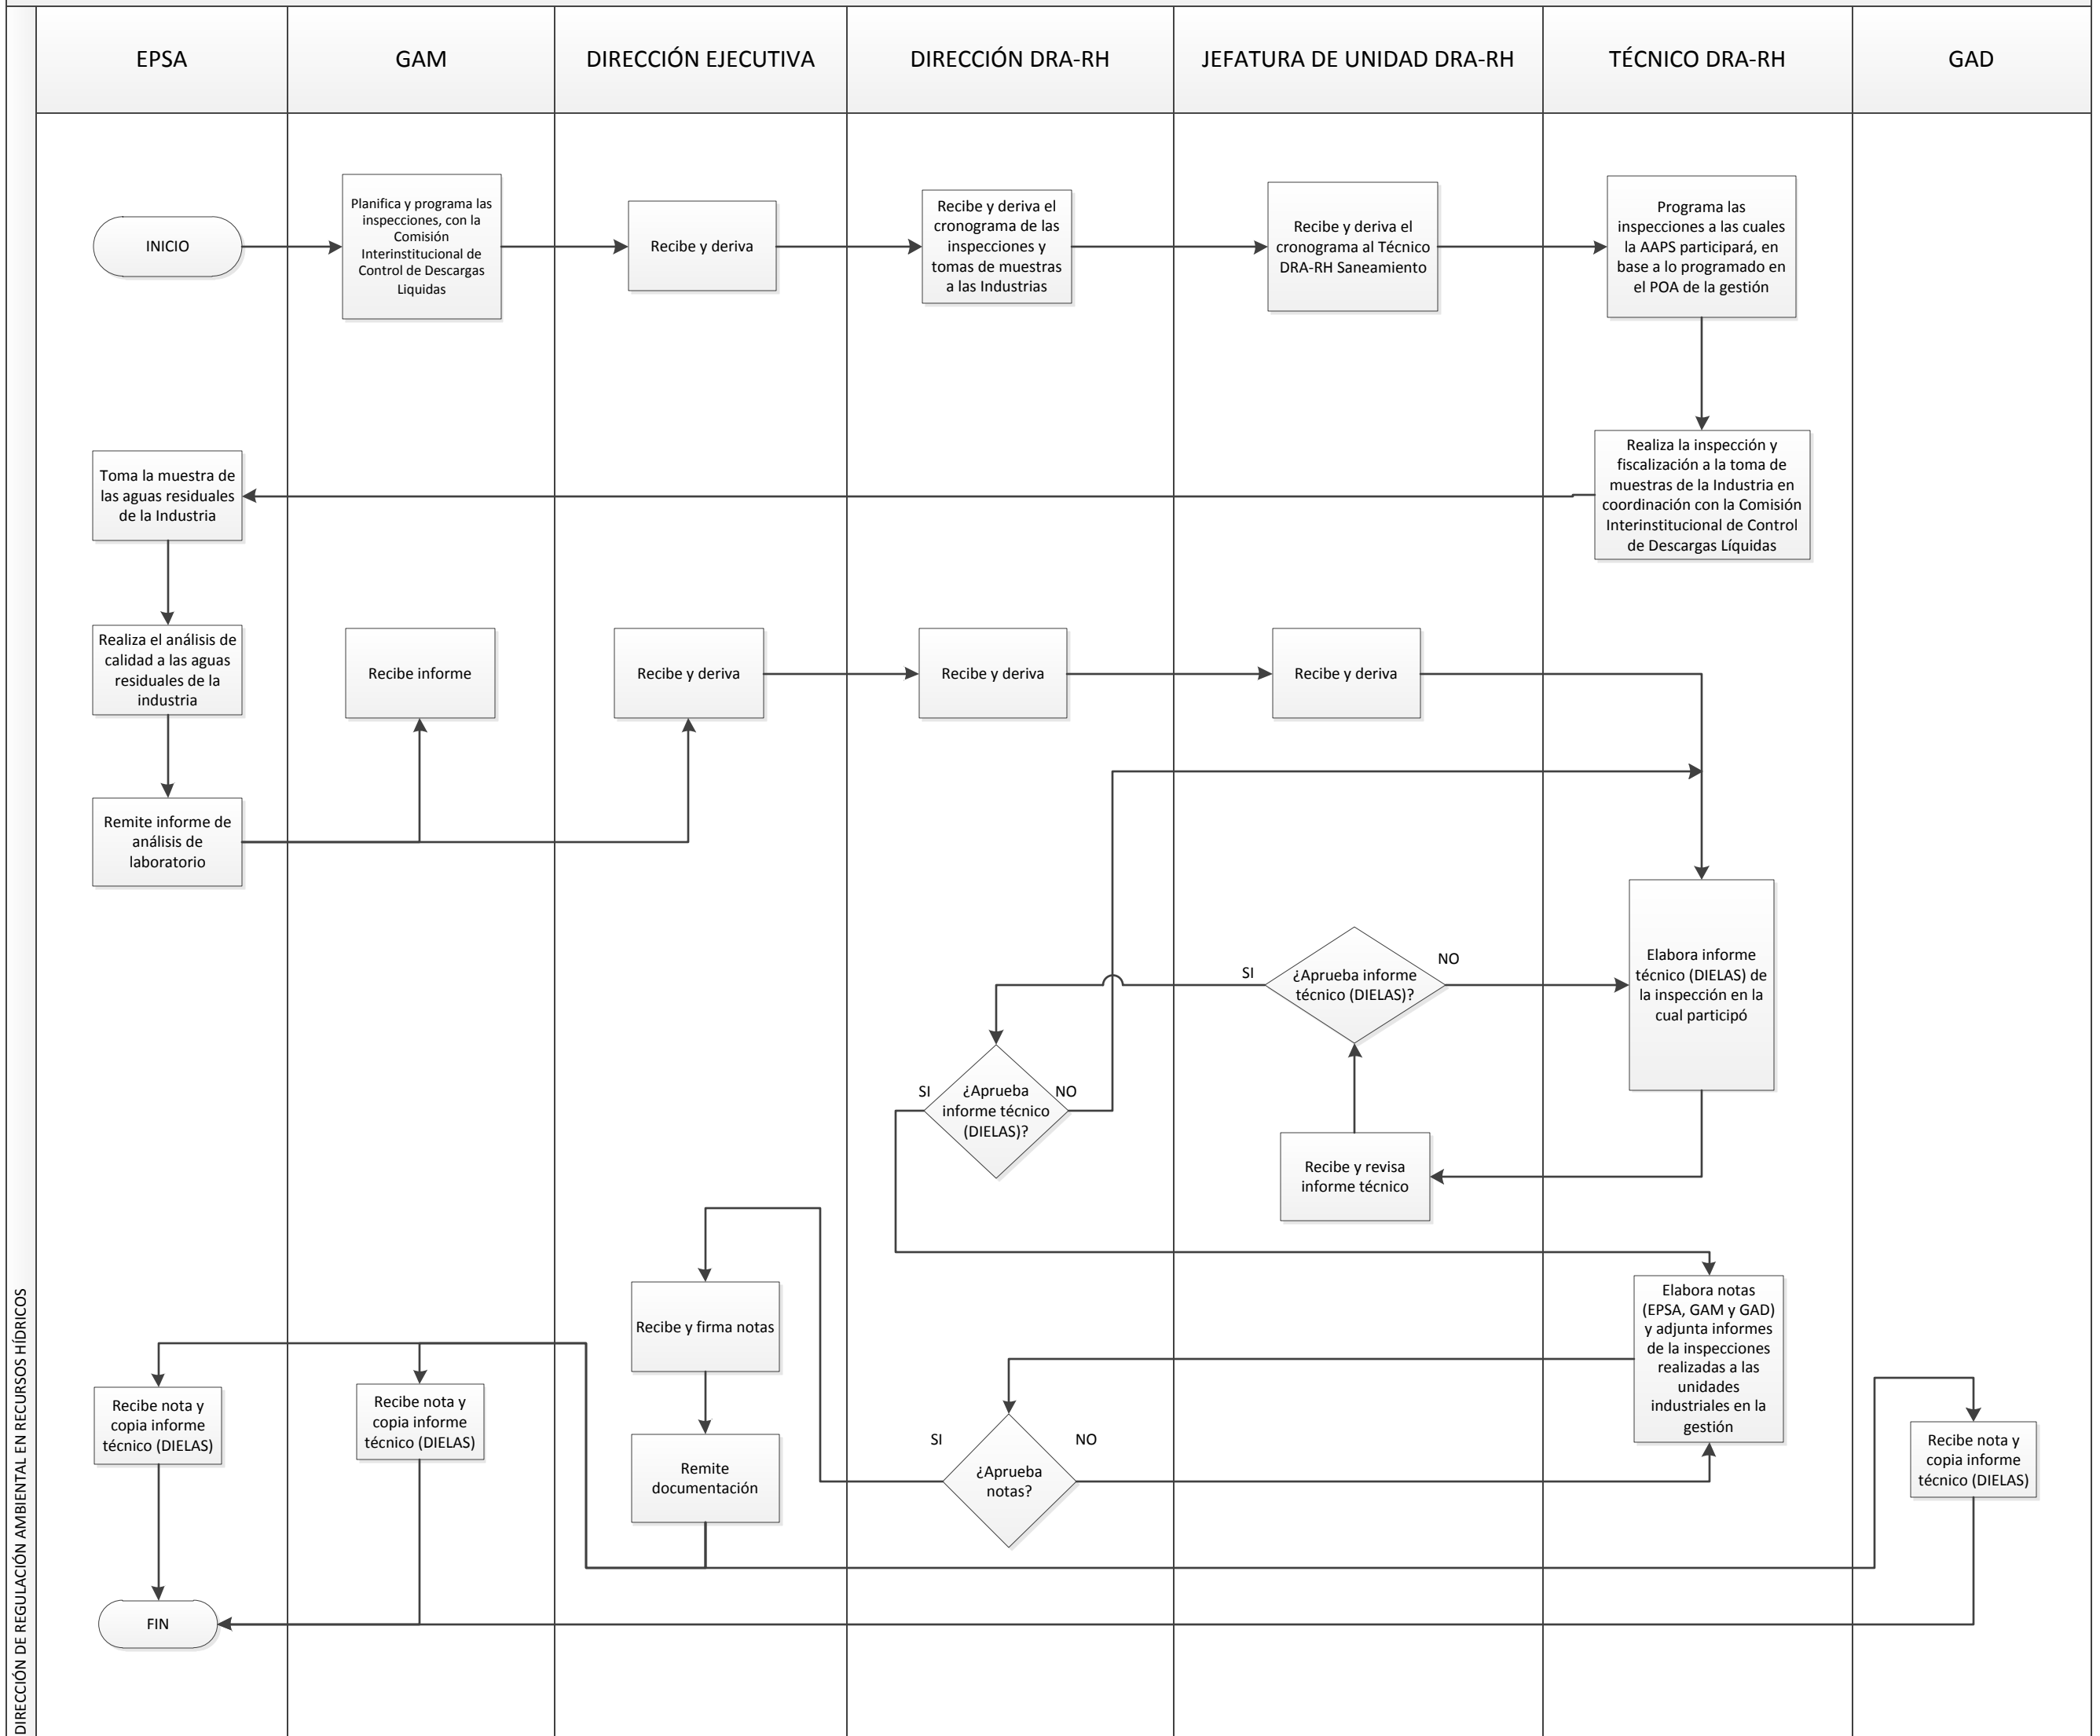 EPSA
GAM
DIRECCIÓN EJECUTIVA
DIRECCIÓN DRA-RH
JEFATURA DE UNIDAD DRA-RH
TÉCNICO DRA-RH
GAD
INICIO
Planifica y programa las
inspecciones, con la
Comisión
Interinstitucional de
Control de Descargas
Liquidas
Recibe y deriva
Recibe y deriva el
cronograma de las
inspecciones y
tomas de muestras
a las Industrias
Recibe y deriva el
cronograma al Técnico
DRA-RH Saneamiento
Programa las
inspecciones a las cuales
la AAPS participará, en
base a lo programado en
el POA de la gestión
Toma la muestra de
las aguas residuales
de la Industria
Realiza la inspección y
fiscalización a la toma de
muestras de la Industria en
coordinación con la Comisión
Interinstitucional de Control
de Descargas Líquidas
Realiza el análisis de
calidad a las aguas
residuales de la
industria
Recibe informe
Recibe y deriva
Recibe y deriva
Recibe y deriva
Remite informe de
análisis de
laboratorio
SI
¿Aprueba informe
técnico (DIELAS)?
NO
Elabora informe
técnico (DIELAS) de
la inspección en la
cual participó
SI
¿Aprueba
informe técnico
(DIELAS)?
NO
Recibe y revisa
informe técnico
Recibe y firma notas
Elabora notas
(EPSA, GAM y GAD)
y adjunta informes
de la inspecciones
realizadas a las
unidades
industriales en la
gestión
Recibe nota y
copia informe
técnico (DIELAS)
Recibe nota y
copia informe
técnico (DIELAS)
Remite
documentación
SI
¿Aprueba
notas?
NO
Recibe nota y
copia informe
técnico (DIELAS)
FIN
DIRECCIÓN DE REGULACIÓN AMBIENTAL EN RECURSOS HÍDRICOS